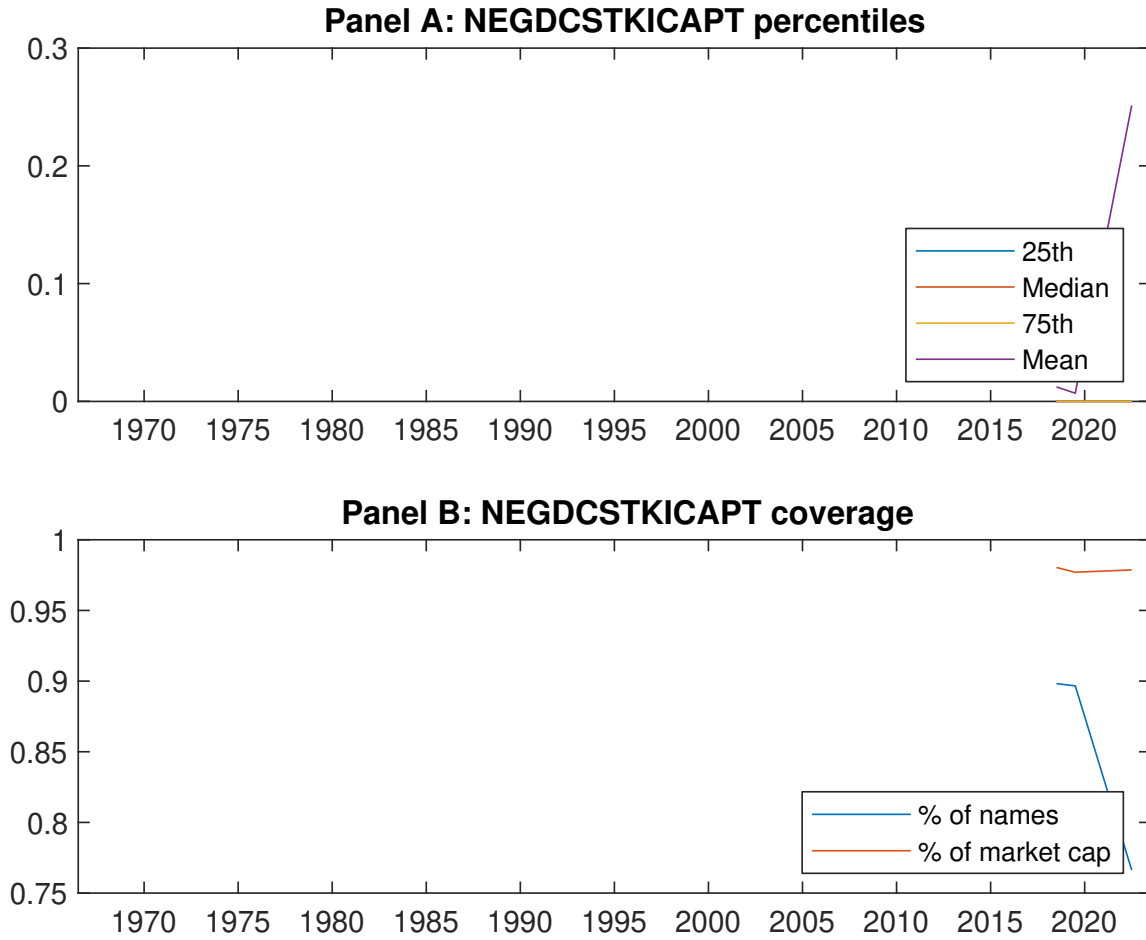 Panel A: NEGDCSTKICAPT percentiles
0.3
0.2
0.1
0
25th
Median
75th
Mean
1970 1975 1980 1985 1990 1995 2000 2005 2010 2015 2020
Panel B: NEGDCSTKICAPT coverage
1
0.95
0.9
0.85
0.8
0.75
% of names
% of market cap
1970 1975 1980 1985 1990 1995 2000 2005 2010 2015 2020